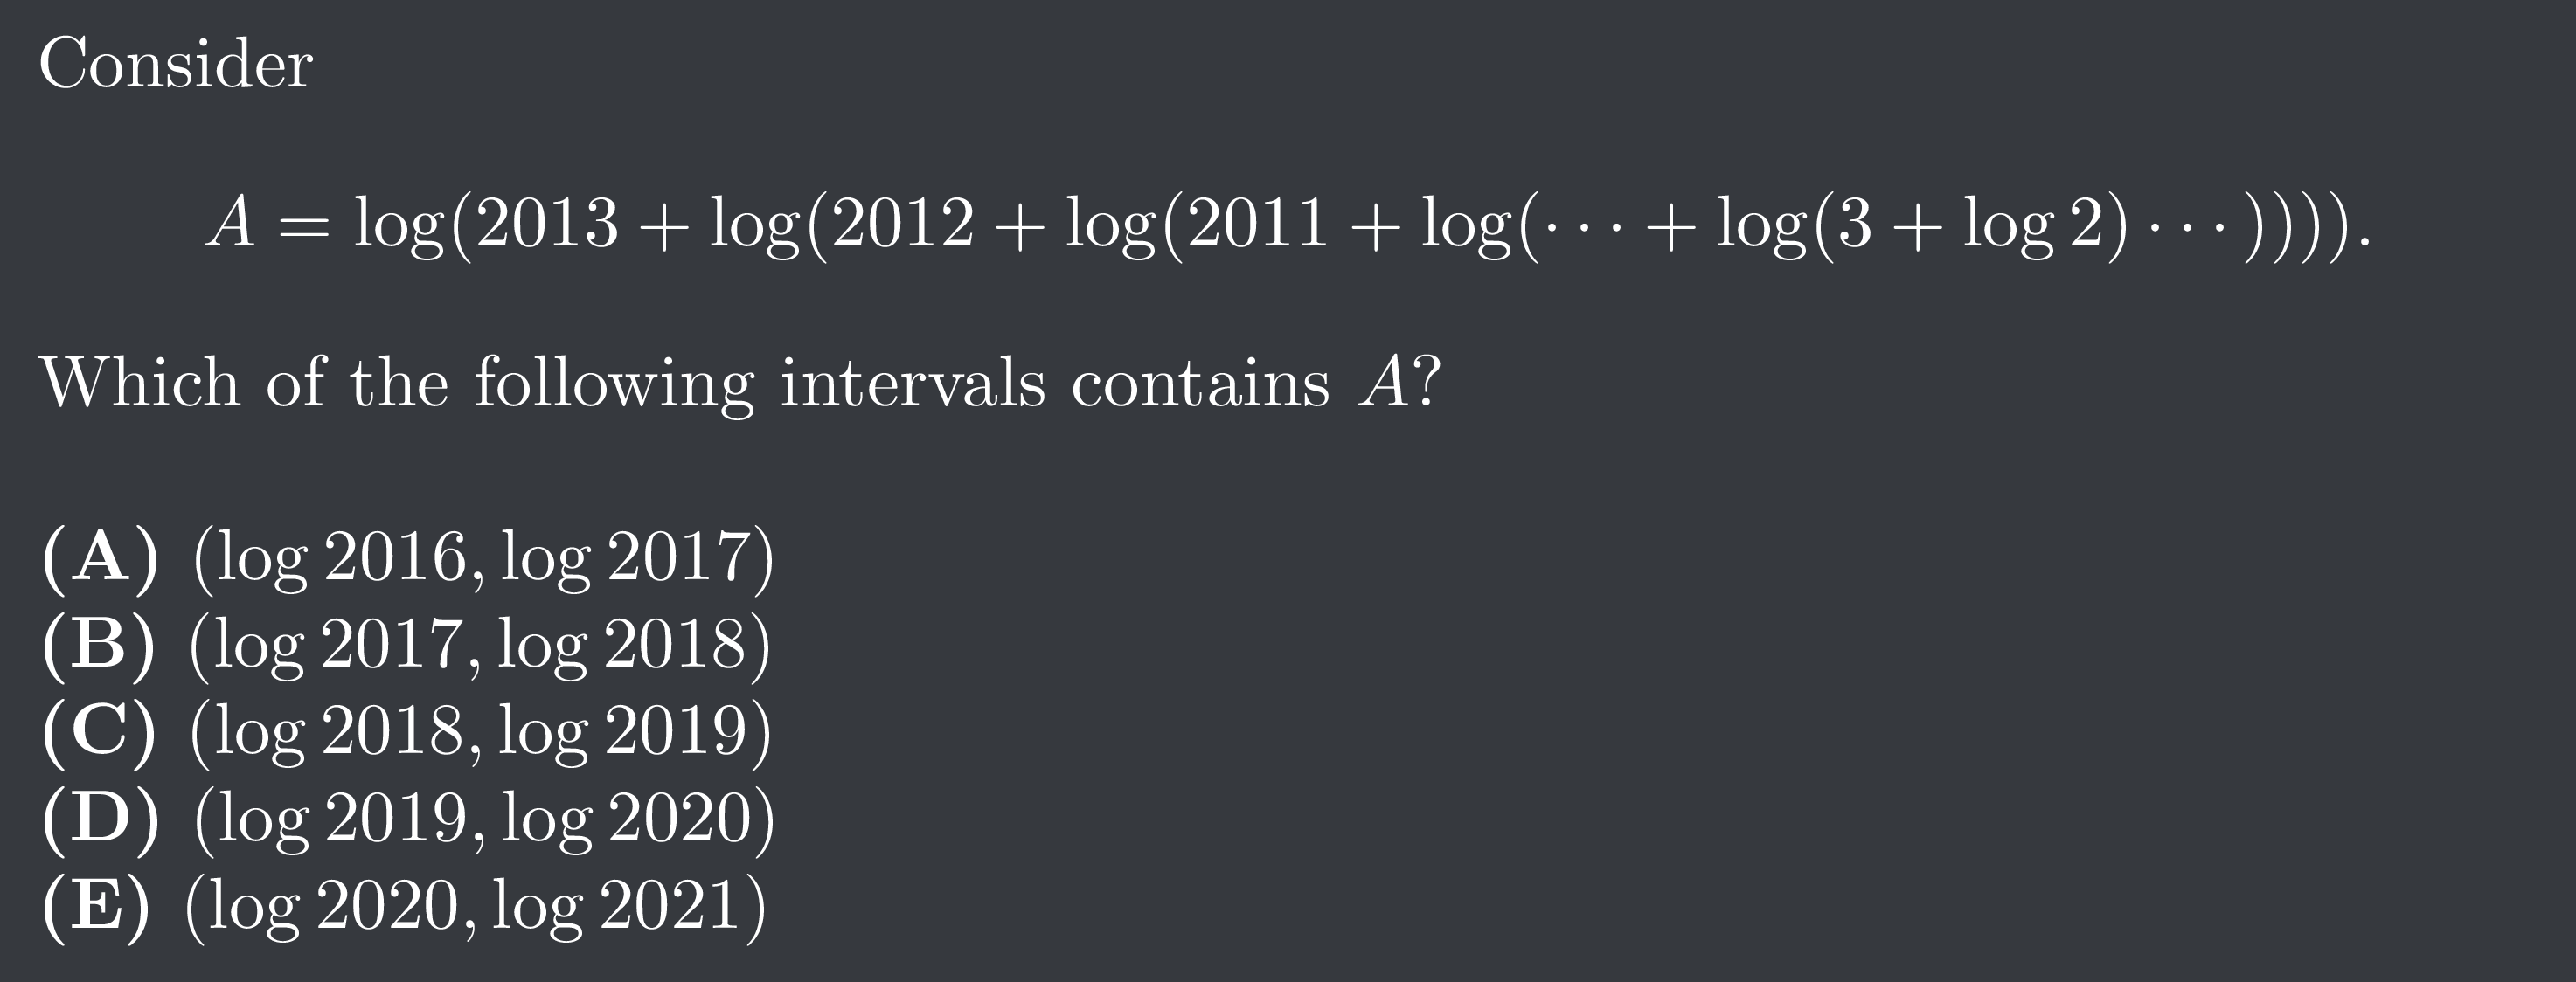 Consider
A = log(2013 + log(2012 + log(2011 + log(· · · + log(3 + log 2) · · · )))).
Which of the following intervals contains A?
(A) (log 2016, log 2017)
(B) (log 2017, log 2018)
(C) (log 2018, log 2019)
(D) (log 2019, log 2020)
(E) (log 2020, log 2021)